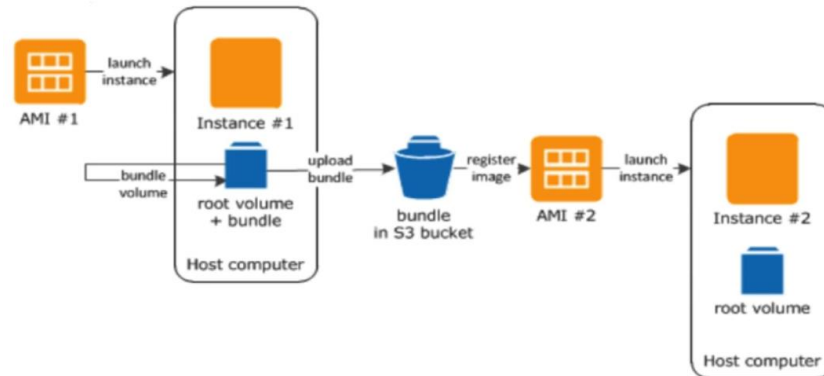 AMI #1
launch
instance
Instance #1
bundle
volume
root volume
+ bundle
Host computer
upload
bundle
bundle
in S3 bucket
register
image
AMI #2
launch
instance
Instance #2
root volume
Host computer